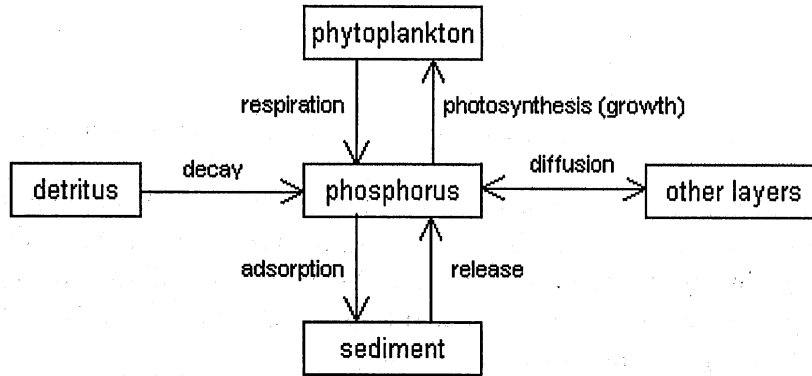 phytoplankton
respiration
photosynthesis (growth)
detritus
decay
phosphorus
diffusion
other layers
adsorption
release
sediment